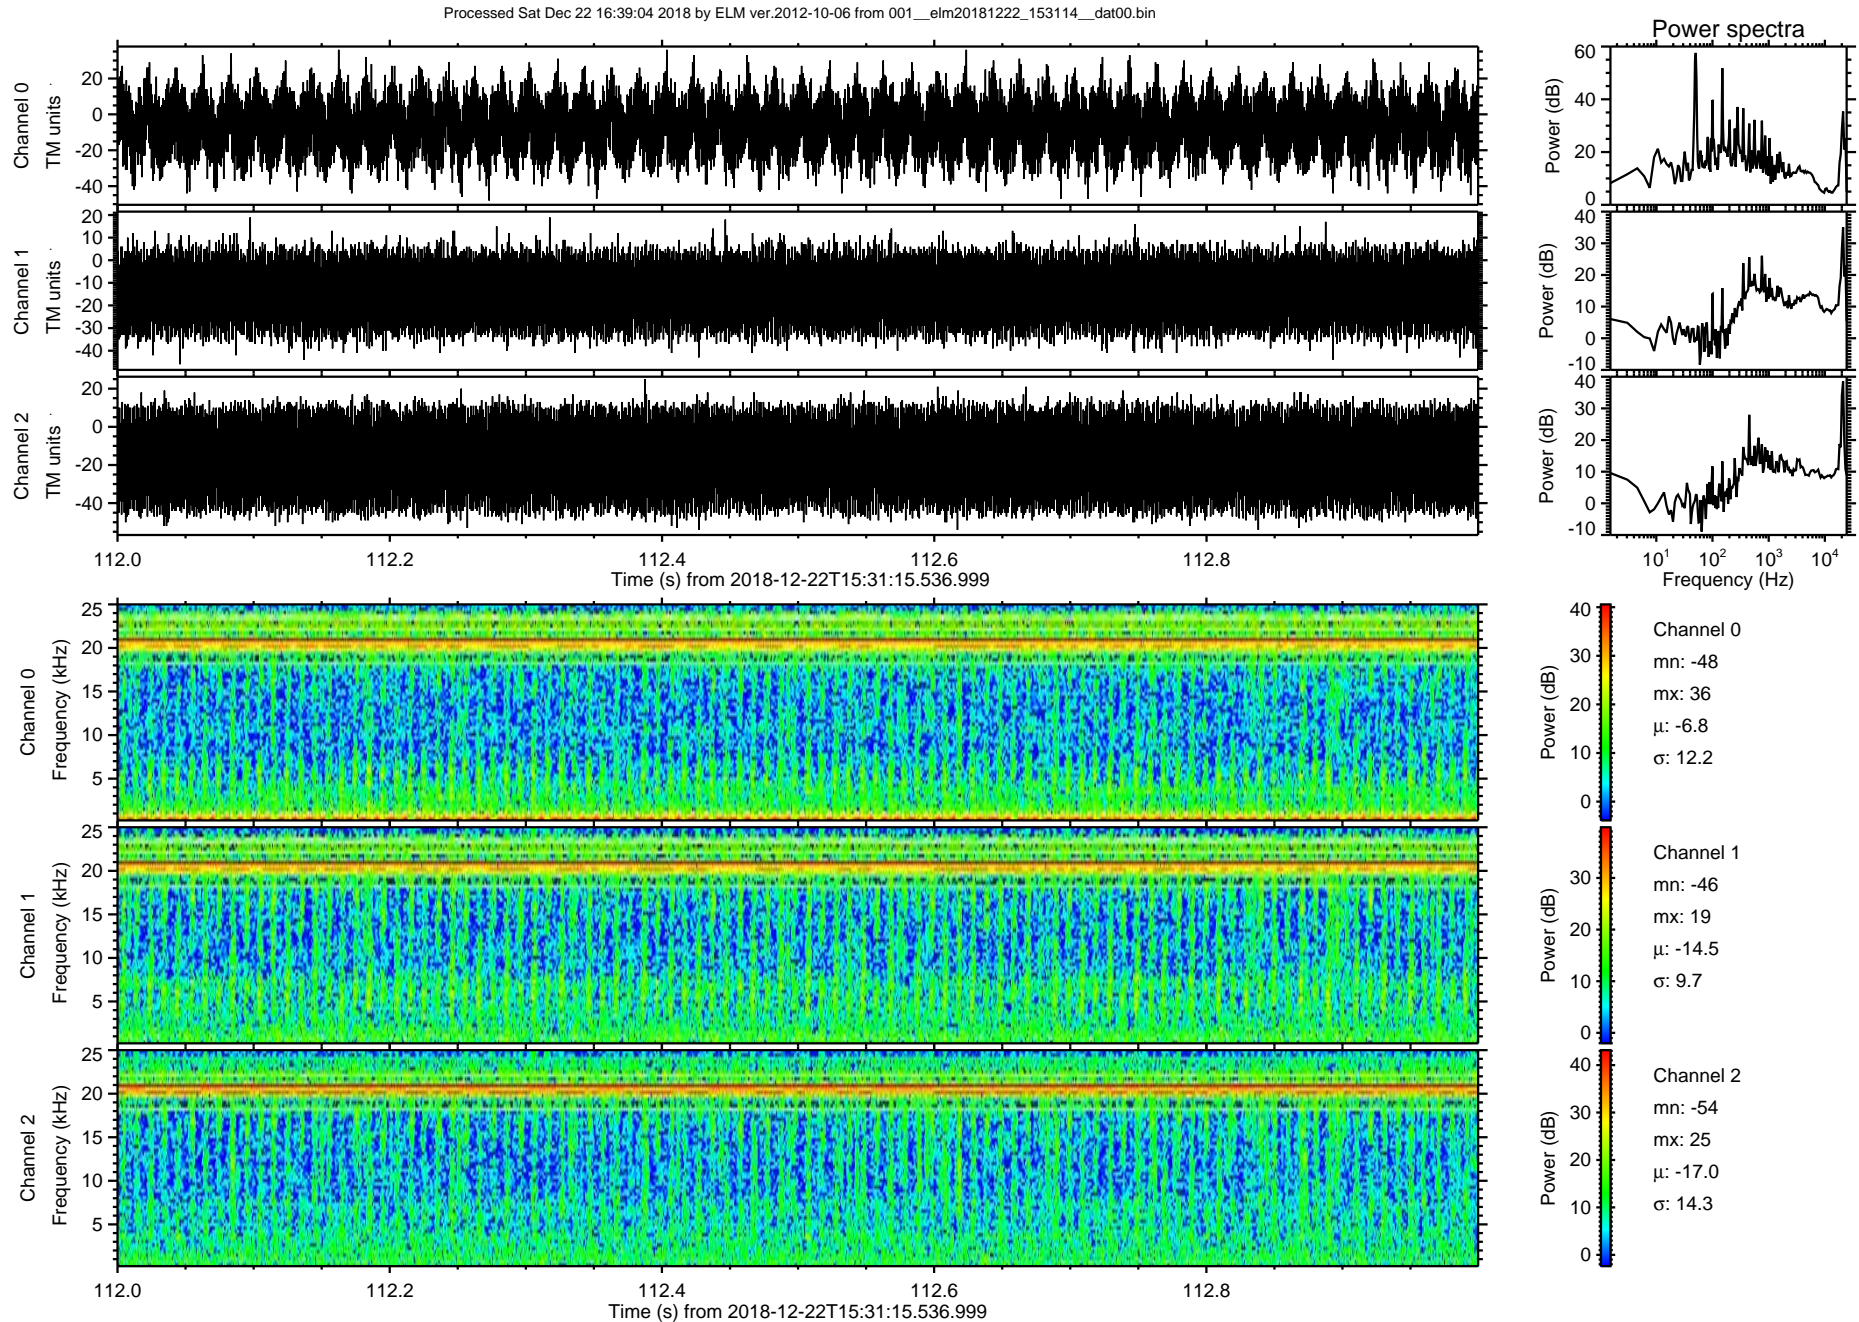 Processed Sat Dec 22 16:39:04 2018 by ELM ver.2012-10-06 from 001__elm20181222_153114__dat00.bin
Power spectra
Channel 0
TM units
20
0
-20
-40
Power (dB)
60
40
20
0
Channel 1
TM units
20
10
0
-10
-20
-30
-40
Power (dB)
40
30
20
10
0
-10
Channel 2
TM units
20
0
-20
-40
Power (dB)
40
30
20
10
0
-10
112.0 112.2 112.4 112.6 112.8
Time (s) from 2018-12-22T15:31:15.536.999
10¹ 10² 10³ 10⁴
Frequency (Hz)
Channel 0
Frequency (kHz)
25
20
15
10
5
Power (dB)
40
30
20
10
0
Channel 0
mn: -48
mx: 36
μ: -6.8
σ: 12.2
Channel 1
Frequency (kHz)
25
20
15
10
5
Power (dB)
30
20
10
0
Channel 1
mn: -46
mx: 19
μ: -14.5
σ: 9.7
Channel 2
Frequency (kHz)
25
20
15
10
5
Power (dB)
40
30
20
10
0
Channel 2
mn: -54
mx: 25
μ: -17.0
σ: 14.3
112.0 112.2 112.4 112.6 112.8
Time (s) from 2018-12-22T15:31:15.536.999